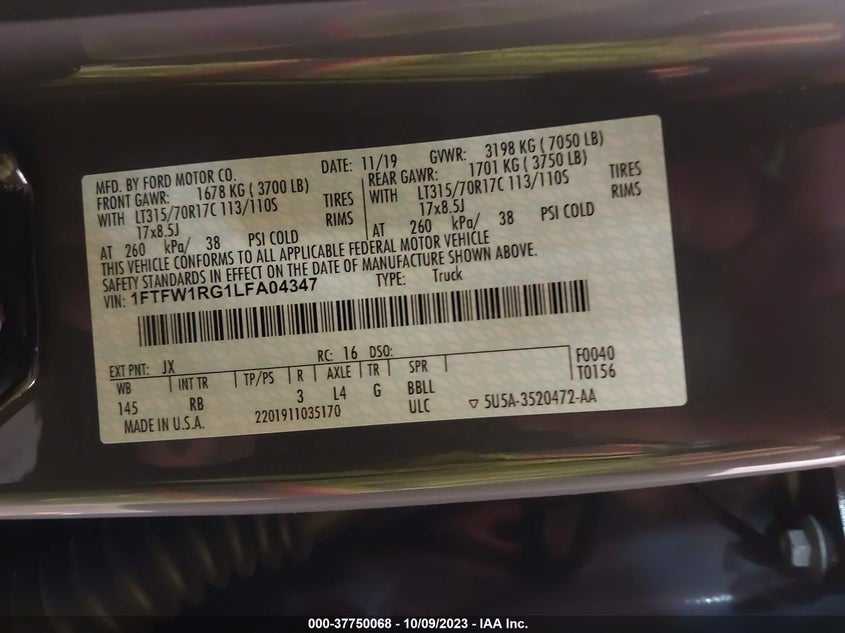 MFD. BY FORD MOTOR CO. DATE: 11/19 GVWR: 3198 KG ( 7050 LB)
FRONT GAWR: 1678 KG ( 3700 LB) REAR GAWR: 1701 KG ( 3750 LB)
WITH LT315/70R17C 113/110S TIRES WITH LT315/70R17C 113/110S TIRES
17x8.5J RIMS 17x8.5J RIMS
AT 260 kPa/ 38 PSI COLD AT 260 kPa/ 38 PSI COLD
THIS VEHICLE CONFORMS TO ALL APPLICABLE FEDERAL MOTOR VEHICLE
SAFETY STANDARDS IN EFFECT ON THE DATE OF MANUFACTURE SHOWN ABOVE.
VIN: 1FTFW1RG1LFA04347 TYPE: Truck
EXT PNT: JX RC: 16 DSO: F0040
WB INT TR TP/PS R AXLE TR SPR T0156
145 RB 3 L4 G BBLL
MADE IN U.S.A. 2201911035170 ULC ▽ 5U5A-3520472-AA
000-37750068 - 10/09/2023 - IAA Inc.